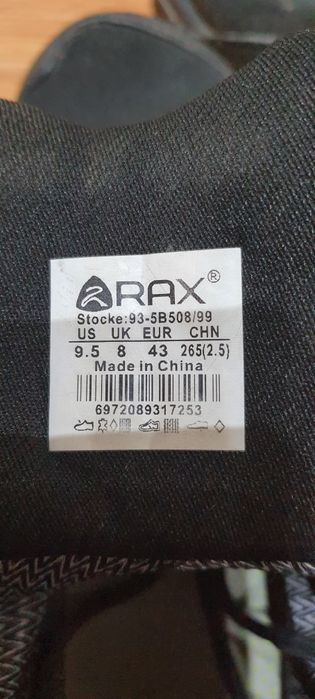 RAX®
Stocke:93-5B508/99
US UK EUR CHN
9.5 8 43 265(2.5)
Made in China
6972089317253